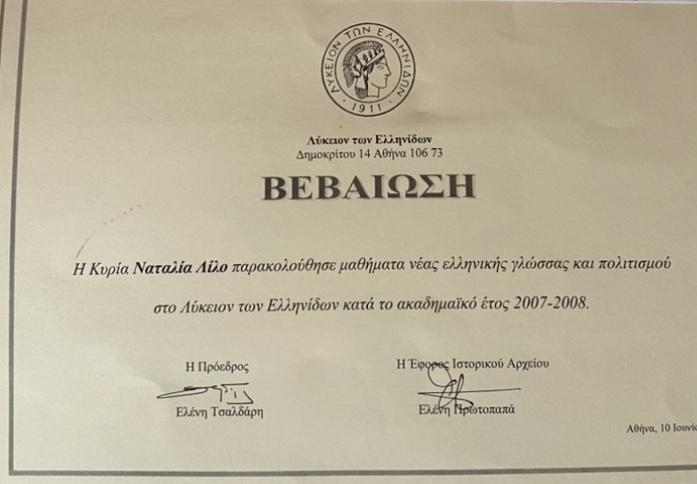 ΛΥΚΕΙΟΝ ΤΩΝ ΕΛΛΗΝΙΔΩΝ
· 1911 ·
Λύκειον των Ελληνίδων
Δημοκρίτου 14 Αθήνα 106 73
ΒΕΒΑΙΩΣΗ
Η Κυρία Ναταλία Λίλο παρακολούθησε μαθήματα νέας ελληνικής γλώσσας και πολιτισμού
στο Λύκειον των Ελληνίδων κατά το ακαδημαϊκό έτος 2007-2008.
Η Πρόεδρος
Η Έφορος Ιστορικού Αρχείου
Ελένη Τσαλδάρη
Ελένη Πρωτοπαπά
Αθήνα, 10 Ιουνίο